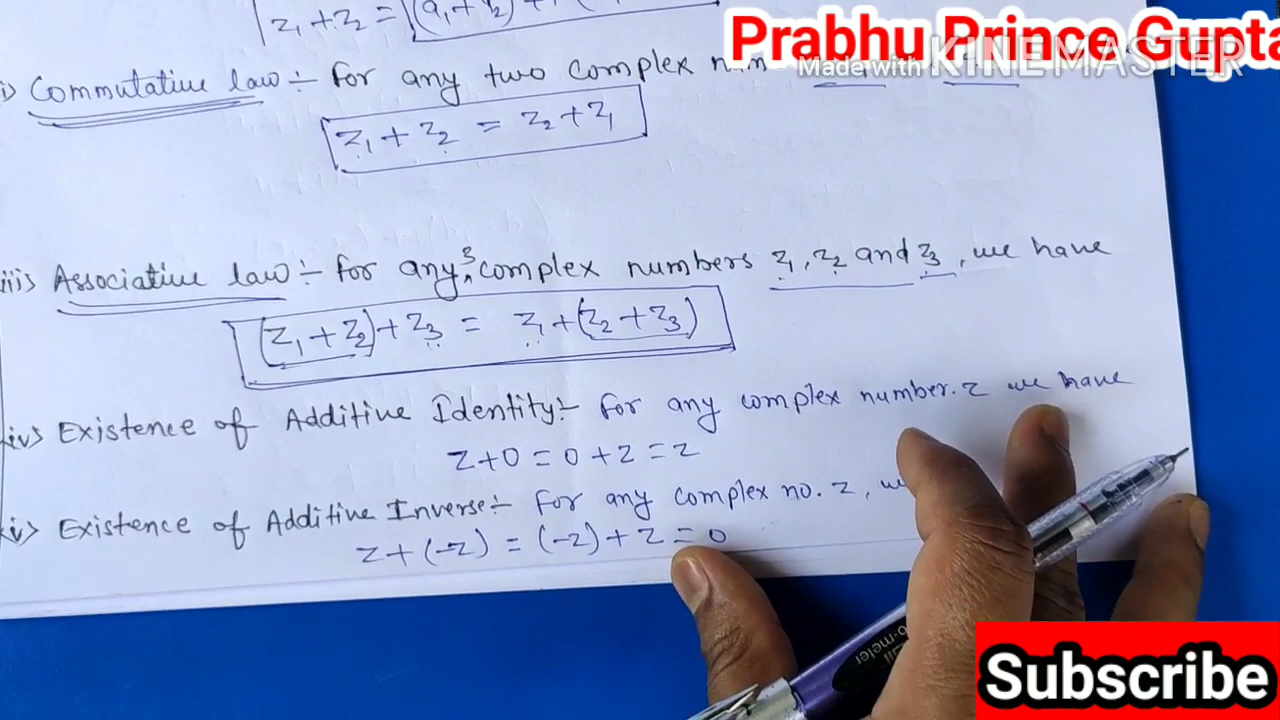 Prabhu Prince Gupta
Made with KINEMASTER
z₁ + z₂ =
i) Commutative law :- for any two complex num
z₁ + z₂ = z₂ + z₁
iii) Associative law :- for any 3 complex numbers z₁, z₂ and z₃, we have
(z₁ + z₂) + z₃ = z₁ + (z₂ + z₃)
iv) Existence of Additive Identity :- for any complex number z we have
z + 0 = 0 + z = z
v) Existence of Additive Inverse :- for any complex no. z,
z + (-z) = (-z) + z = 0
Subscribe